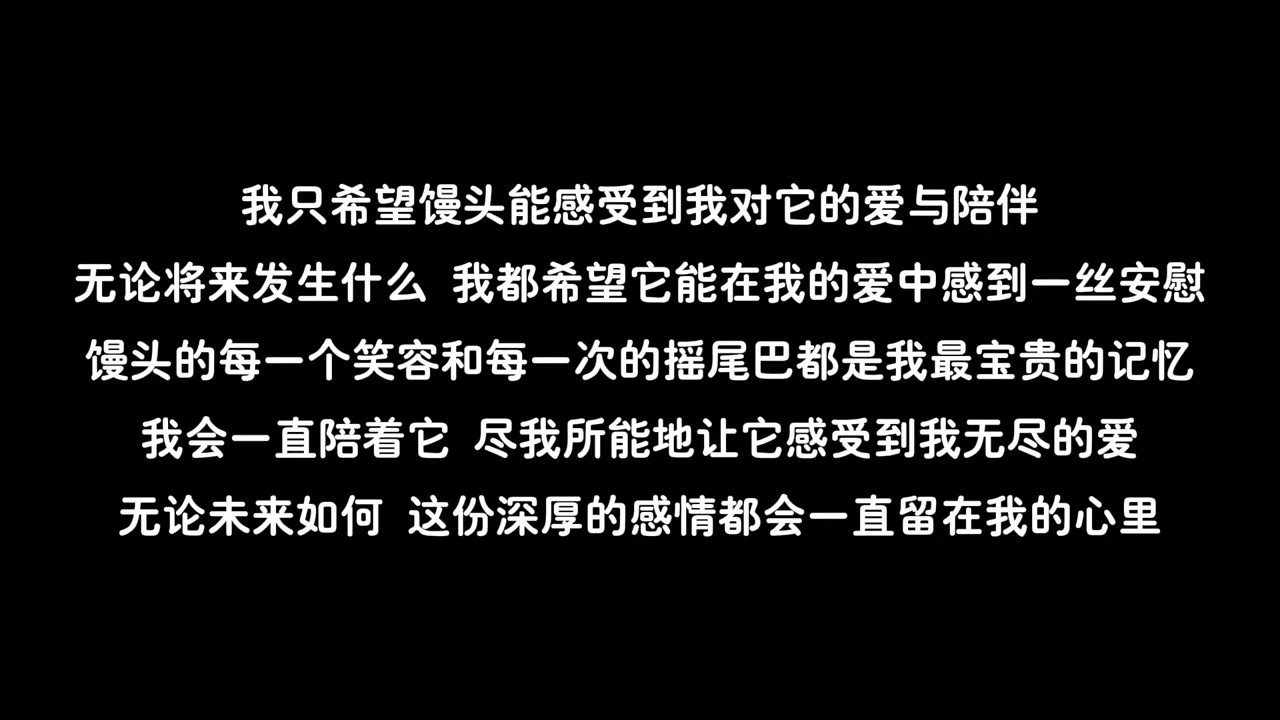 我只希望馒头能感受到我对它的爱与陪伴
无论将来发生什么 我都希望它能在我的爱中感到一丝安慰
馒头的每一个笑容和每一次的摇尾巴都是我最宝贵的记忆
我会一直陪着它 尽我所能地让它感受到我无尽的爱
无论未来如何 这份深厚的感情都会一直留在我的心里